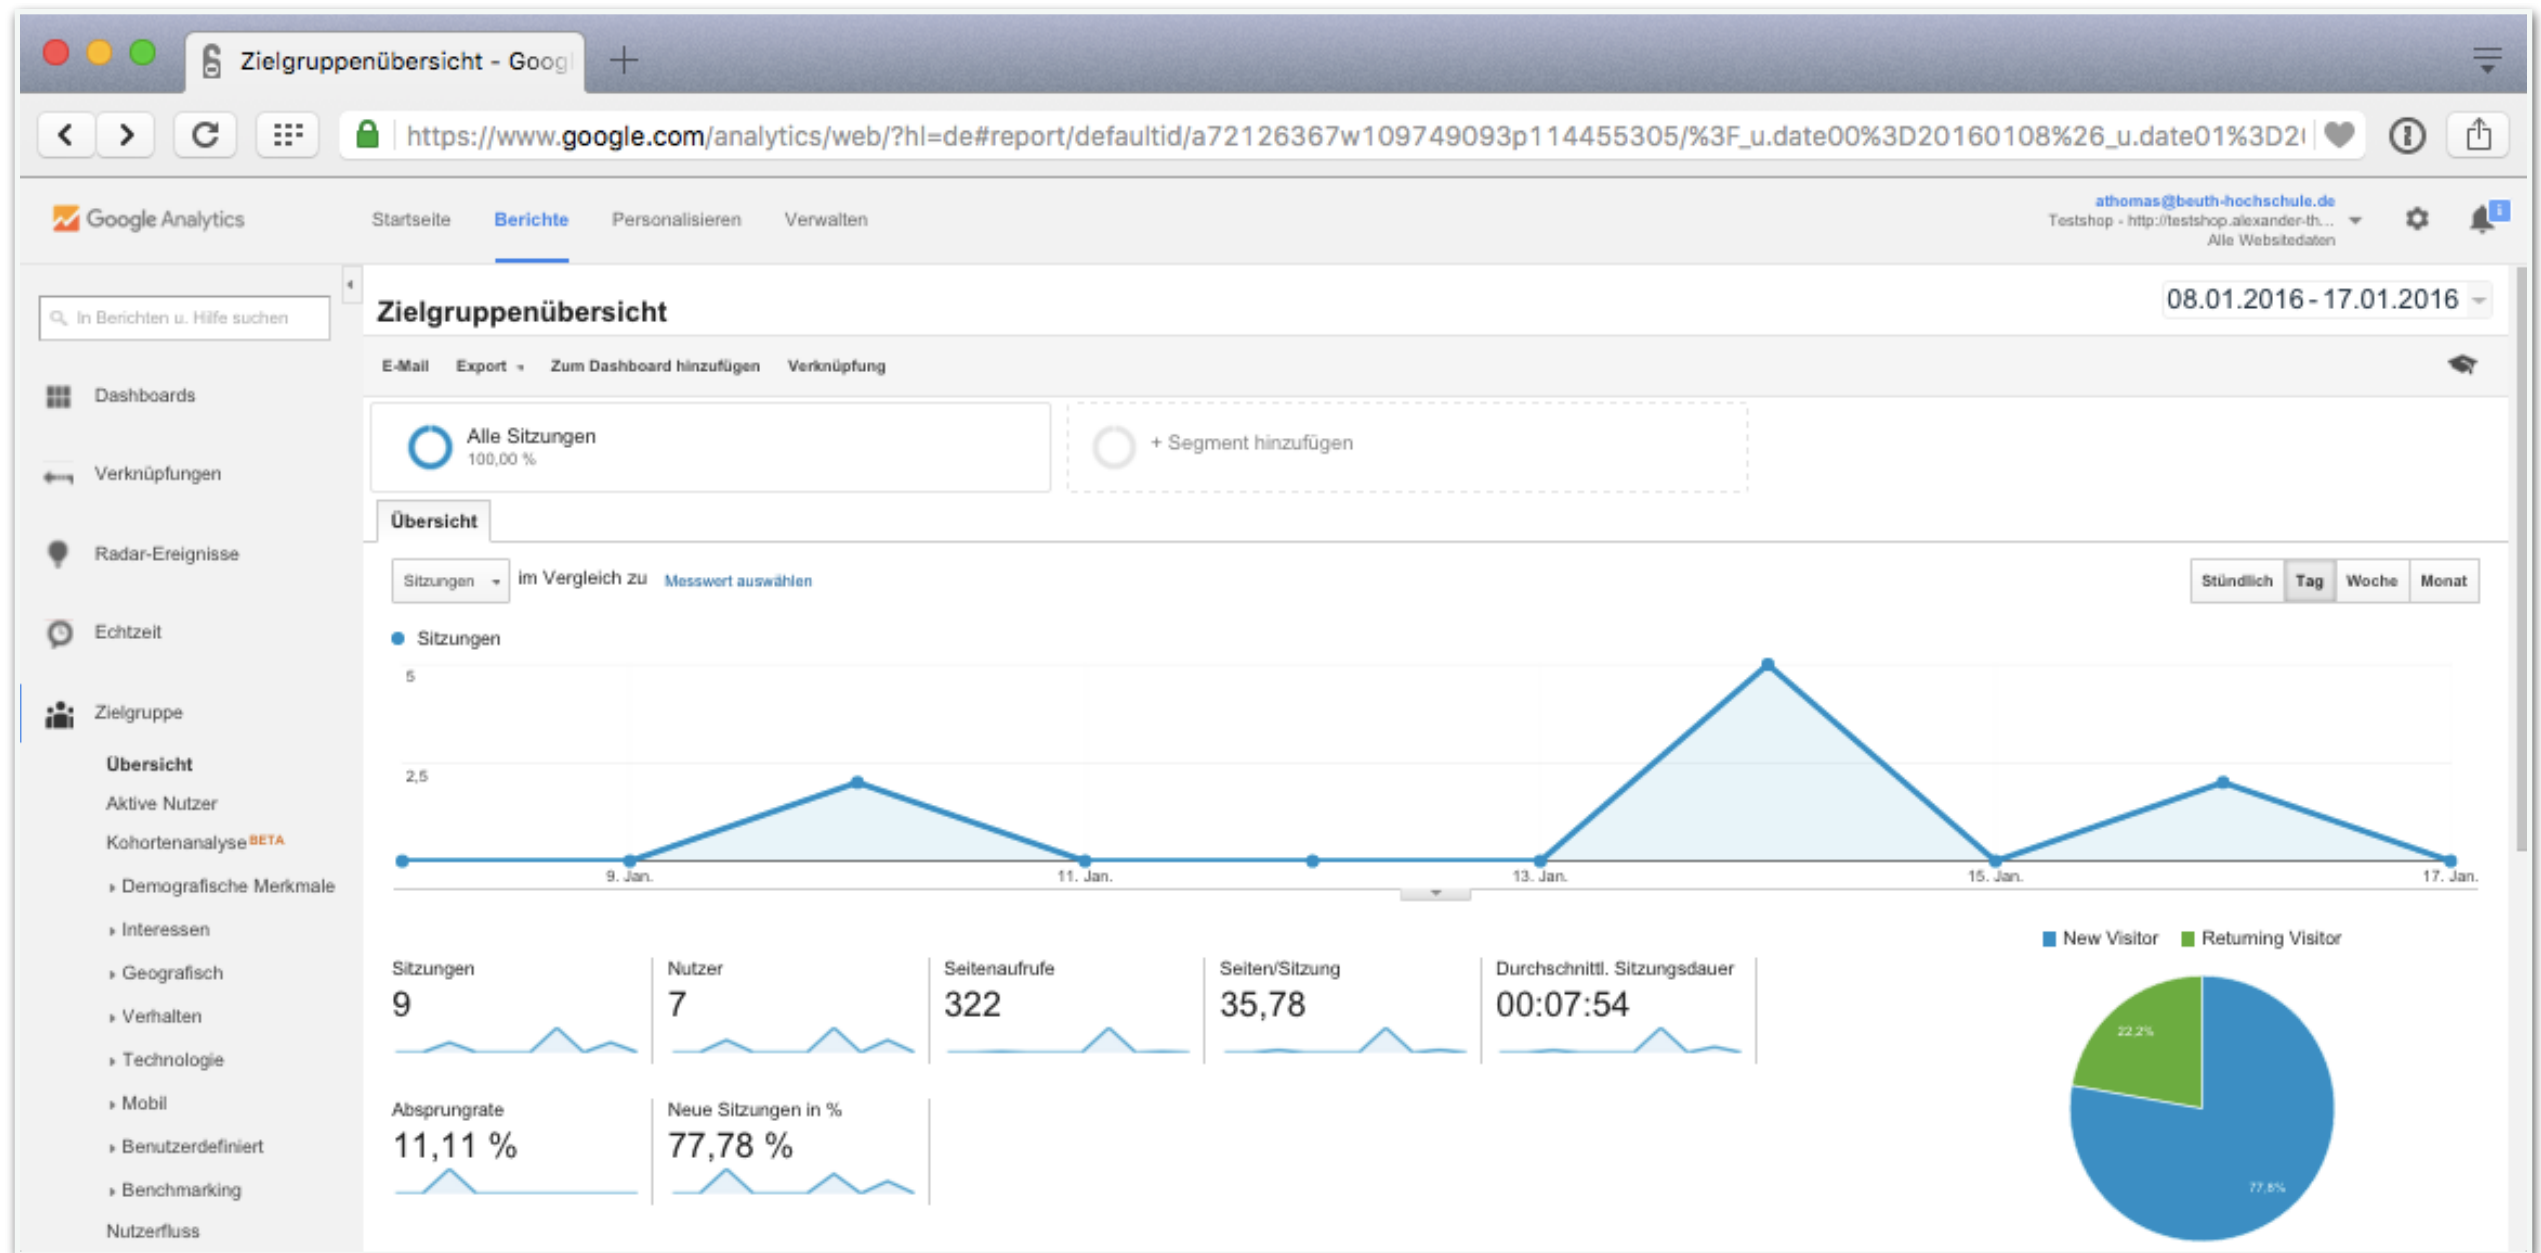 Zielgruppenübersicht - Googl
https://www.google.com/analytics/web/?hl=de#report/defaultid/a72126367w109749093p114455305/%3F_u.date00%3D20160108%26_u.date01%3D2
Google Analytics
Startseite Berichte Personalisieren Verwalten
athomas@beuth-hochschule.de
Testshop - http://testshop.alexander-th...
Alle Websitedaten
In Berichten u. Hilfe suchen
Zielgruppenübersicht
08.01.2016 - 17.01.2016
E-Mail Export Zum Dashboard hinzufügen Verknüpfung
Dashboards
Verknüpfungen
Radar-Ereignisse
Echtzeit
Zielgruppe
Übersicht
Aktive Nutzer
Kohortenanalyse BETA
Demografische Merkmale
Interessen
Geografisch
Verhalten
Technologie
Mobil
Benutzerdefiniert
Benchmarking
Nutzerfluss
Alle Sitzungen
100,00 %
+ Segment hinzufügen
Übersicht
Sitzungen im Vergleich zu Messwert auswählen
Stündlich Tag Woche Monat
Sitzungen
5
2,5
9. Jan. 11. Jan. 13. Jan. 15. Jan. 17. Jan.
New Visitor Returning Visitor
22,2%
77,8%
Sitzungen
9
Nutzer
7
Seitenaufrufe
322
Seiten/Sitzung
35,78
Durchschnittl. Sitzungsdauer
00:07:54
Absprungrate
11,11 %
Neue Sitzungen in %
77,78 %